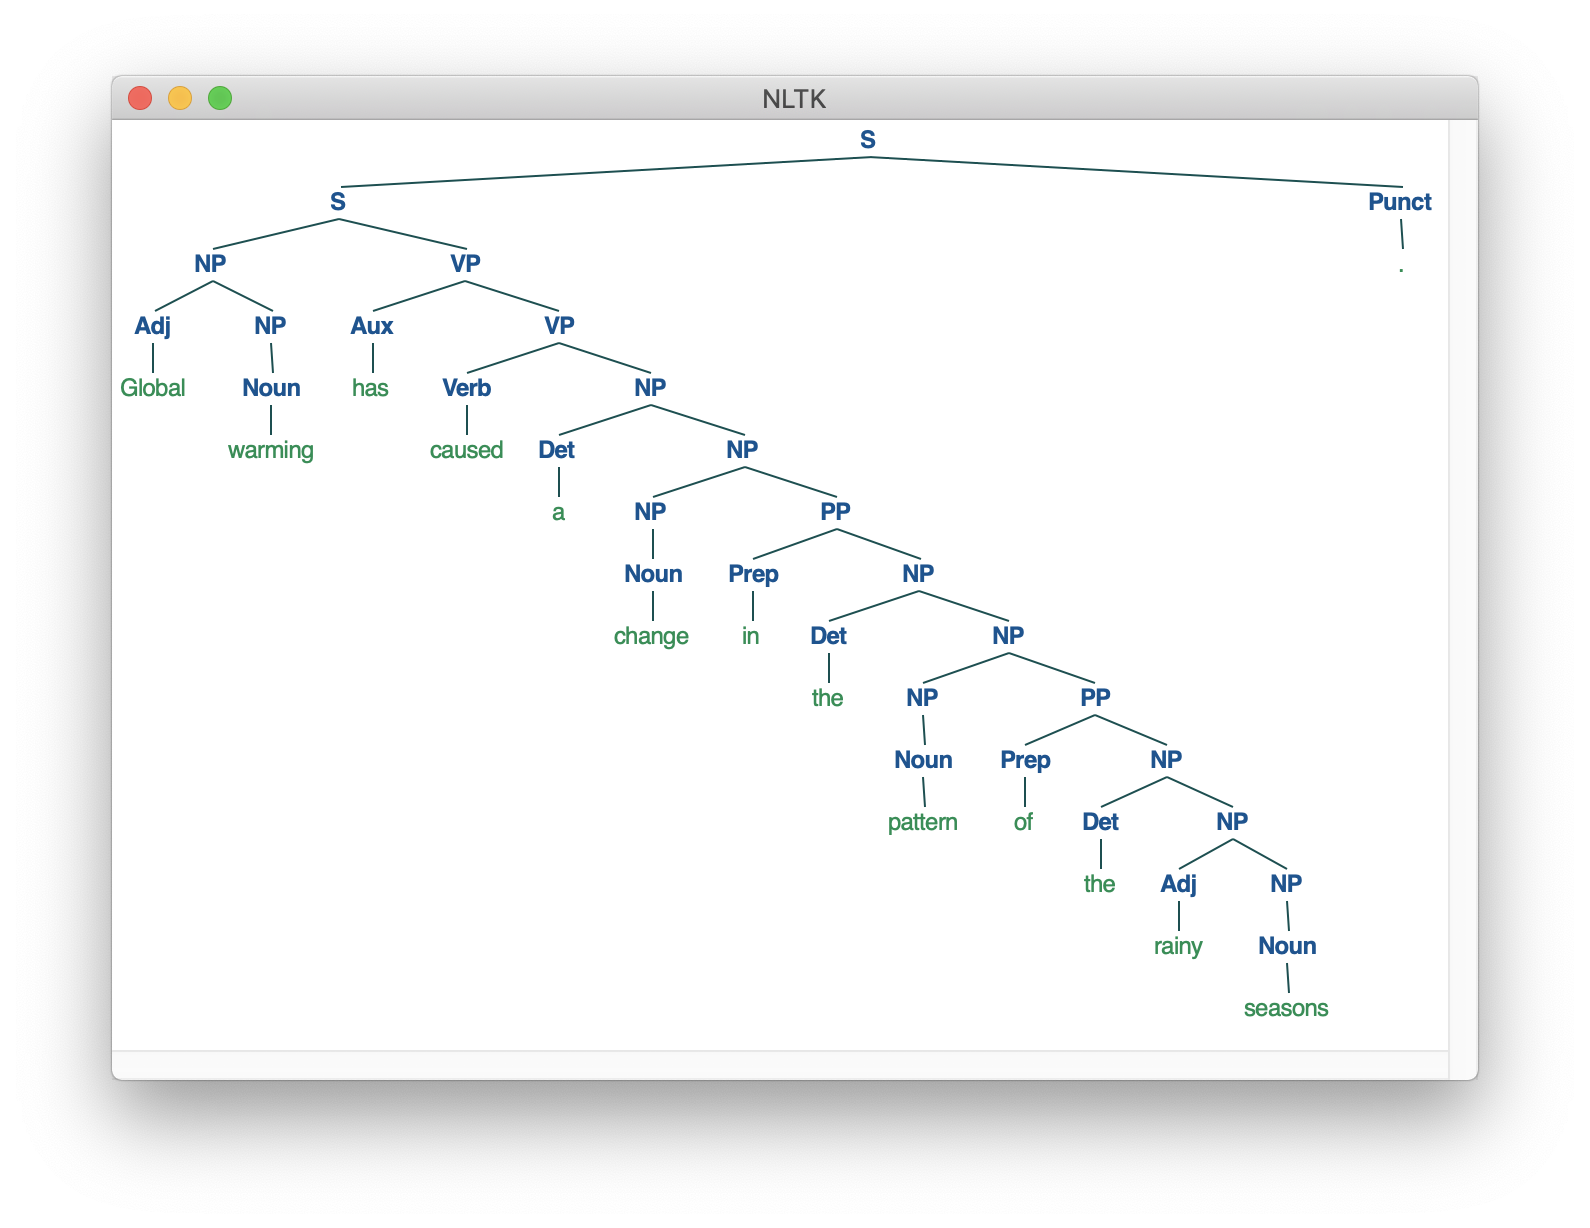 NLTK
S
S Punct
NP VP .
Adj NP Aux VP
Global Noun has Verb NP
warming caused Det NP
a NP PP
Noun Prep NP
change in Det NP
the NP PP
Noun Prep NP
pattern of Det NP
the Adj NP
rainy Noun
seasons